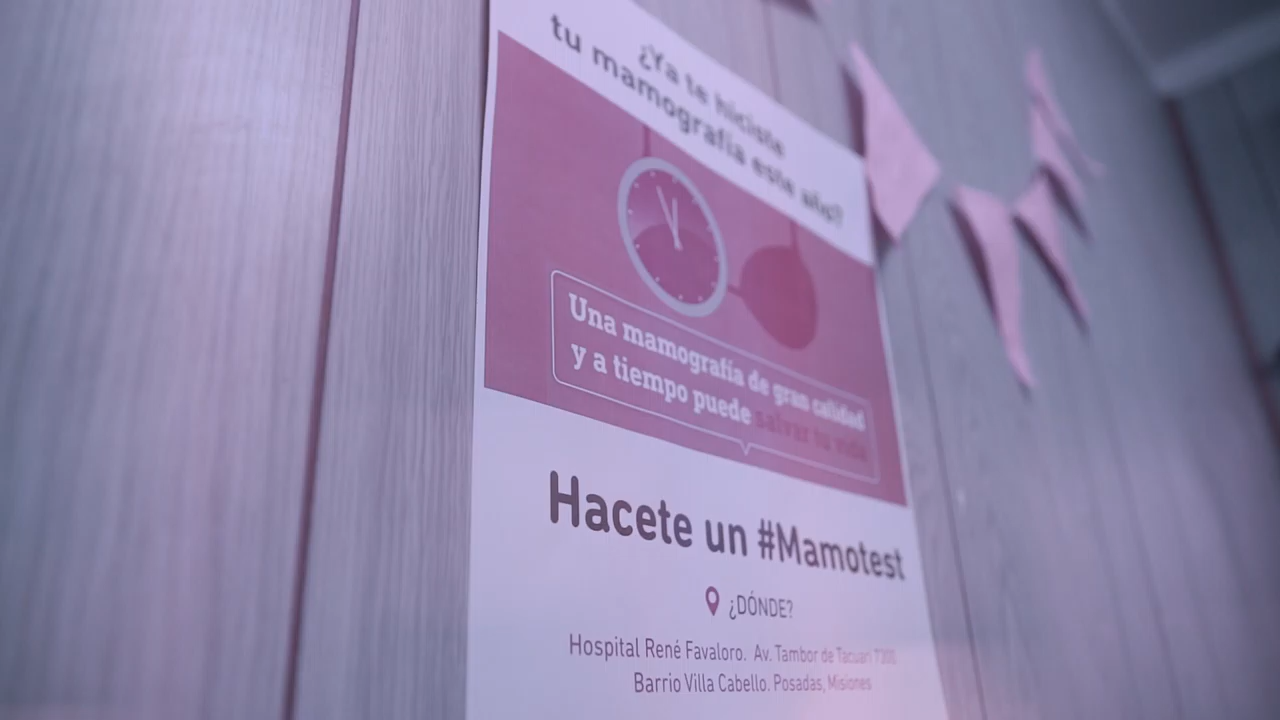 ¿Ya te hiciste
tu mamografía este año?
Una mamografía de gran calidad
y a tiempo puede salvar tu vida
Hacete un #Mamotest
¿DÓNDE?
Hospital René Favaloro. Av. Tambor de Tacuarí
Barrio Villa Cabello. Posadas, Misiones